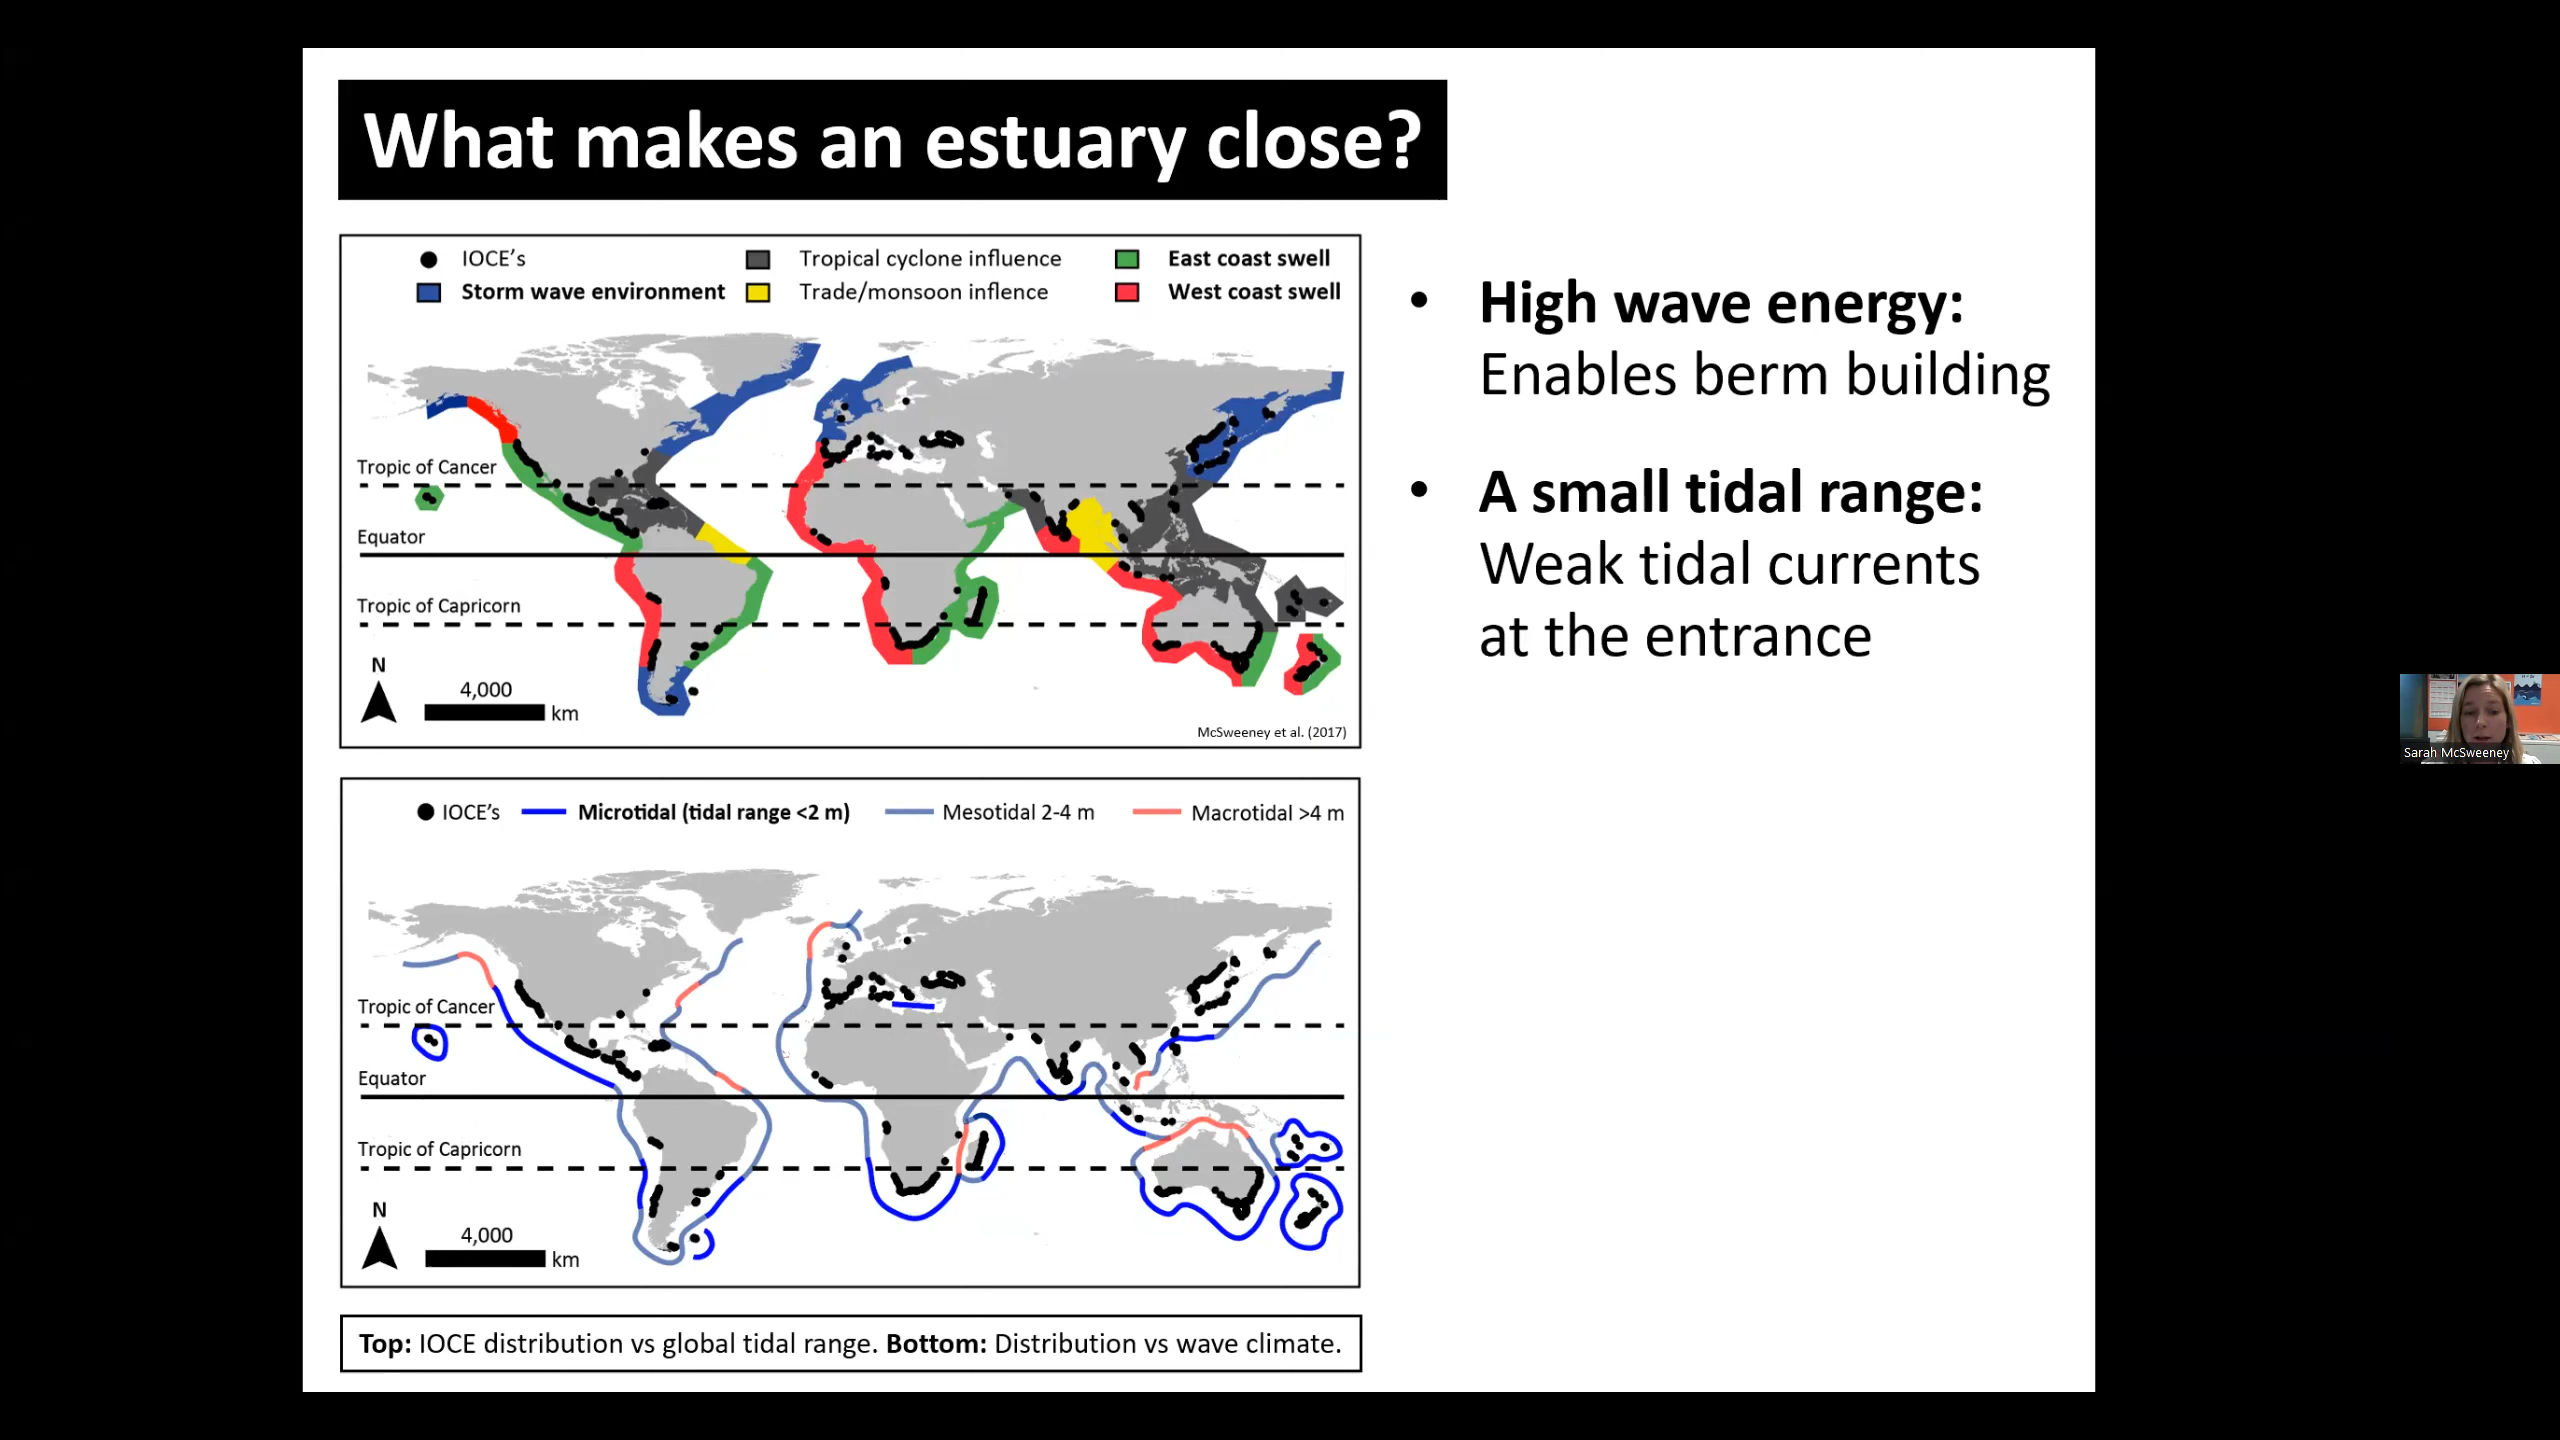 What makes an estuary close?
IOCE's
Tropical cyclone influence
East coast swell
Storm wave environment
Trade/monsoon inflence
West coast swell
Tropic of Cancer
Equator
Tropic of Capricorn
N
4,000
km
McSweeney et al. (2017)
IOCE's
Microtidal (tidal range <2 m)
Mesotidal 2-4 m
Macrotidal >4 m
Tropic of Cancer
Equator
Tropic of Capricorn
N
4,000
km
Top: IOCE distribution vs global tidal range. Bottom: Distribution vs wave climate.
• High wave energy:
Enables berm building
• A small tidal range:
Weak tidal currents
at the entrance
Sarah McSweeney